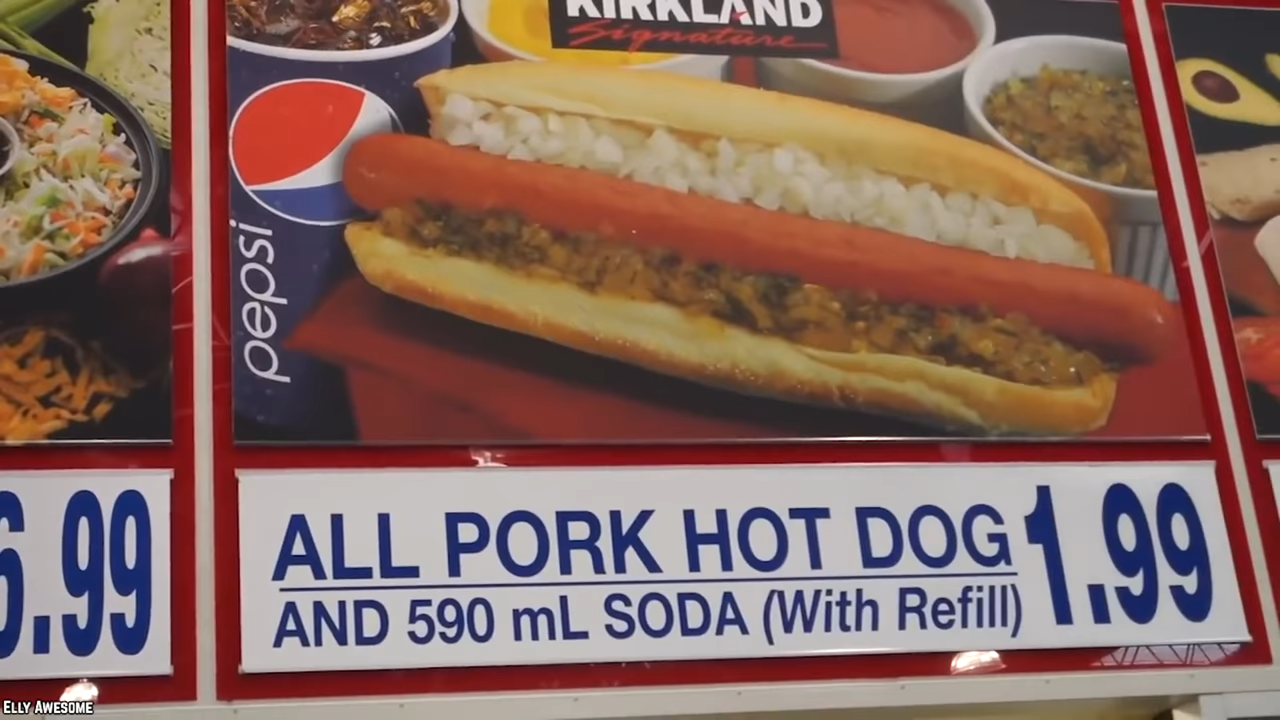 KIRKLAND
Signature
pepsi
6.99
ALL PORK HOT DOG 1.99
AND 590 mL SODA (With Refill)
ELLY AWESOME